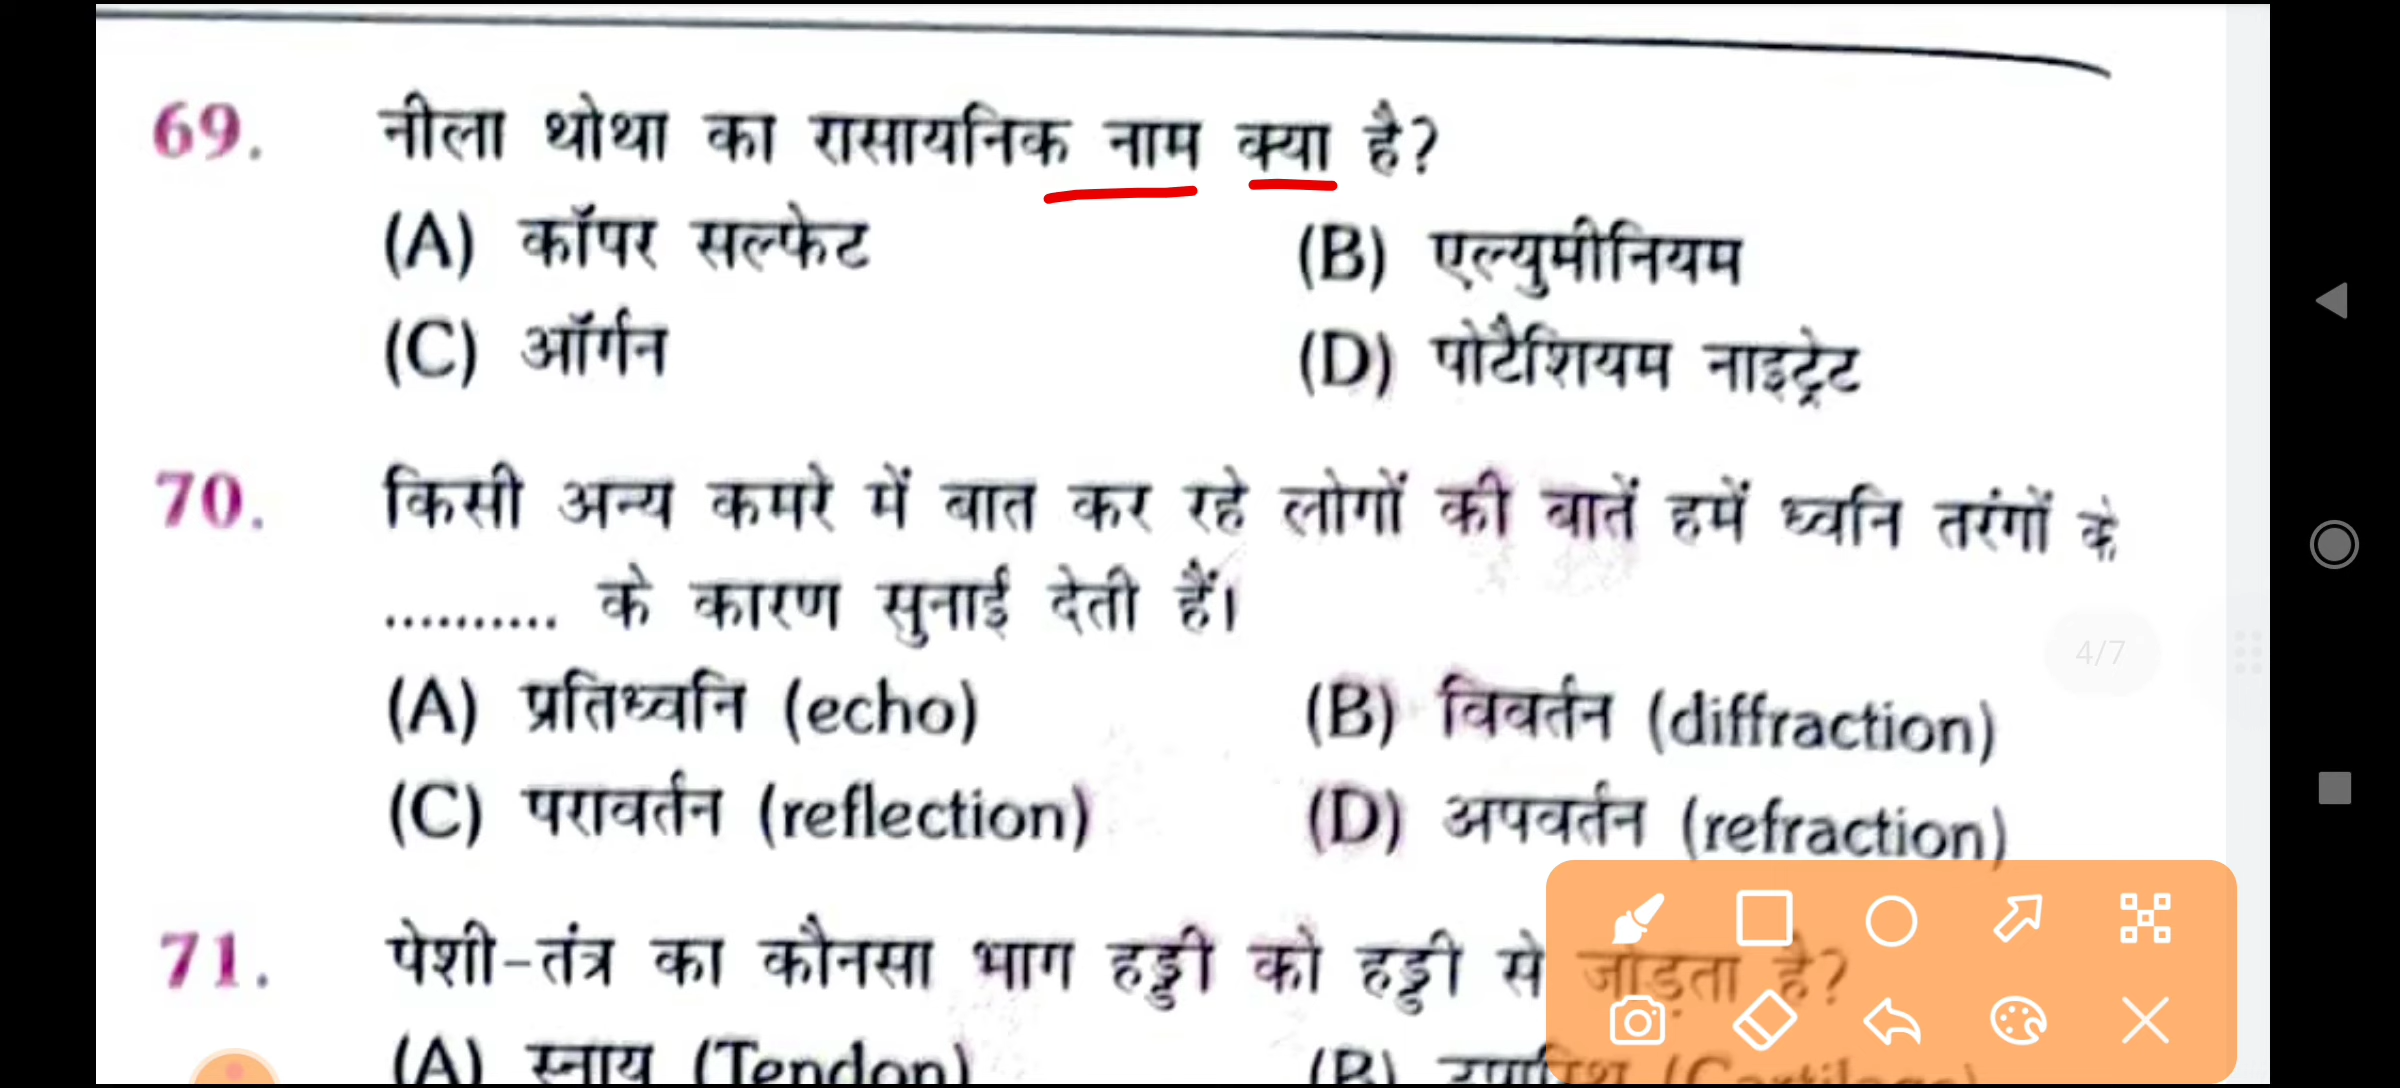 69. नीला थोथा का रासायनिक नाम क्या है?
(A) कॉपर सल्फेट (B) एल्युमीनियम
(C) ऑर्गन (D) पोटैशियम नाइट्रेट
70. किसी अन्य कमरे में बात कर रहे लोगों की बातें हमें ध्वनि तरंगों के
.......... के कारण सुनाई देती हैं।
4/7
(A) प्रतिध्वनि (echo) (B) विवर्तन (diffraction)
(C) परावर्तन (reflection) (D) अपवर्तन (refraction)
71. पेशी-तंत्र का कौनसा भाग हड्डी को हड्डी से जोड़ता है?
(A) स्नायु (Tendon) (B) (Cartilage)